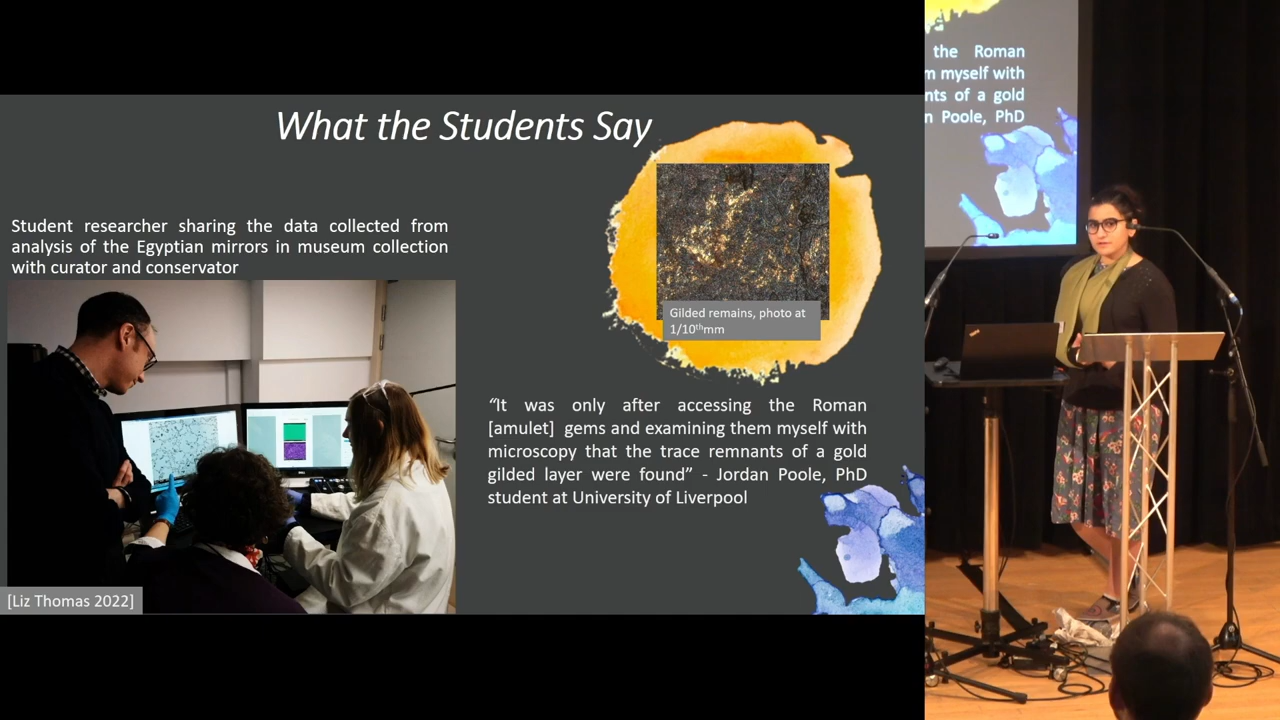 What the Students Say
Student researcher sharing the data collected from
analysis of the Egyptian mirrors in museum collection
with curator and conservator
[Liz Thomas 2022]
Gilded remains, photo at
1/10thmm
“It was only after accessing the Roman
[amulet] gems and examining them myself with
microscopy that the trace remnants of a gold
gilded layer were found” - Jordan Poole, PhD
student at University of Liverpool
the Roman
m myself with
nts of a gold
n Poole, PhD